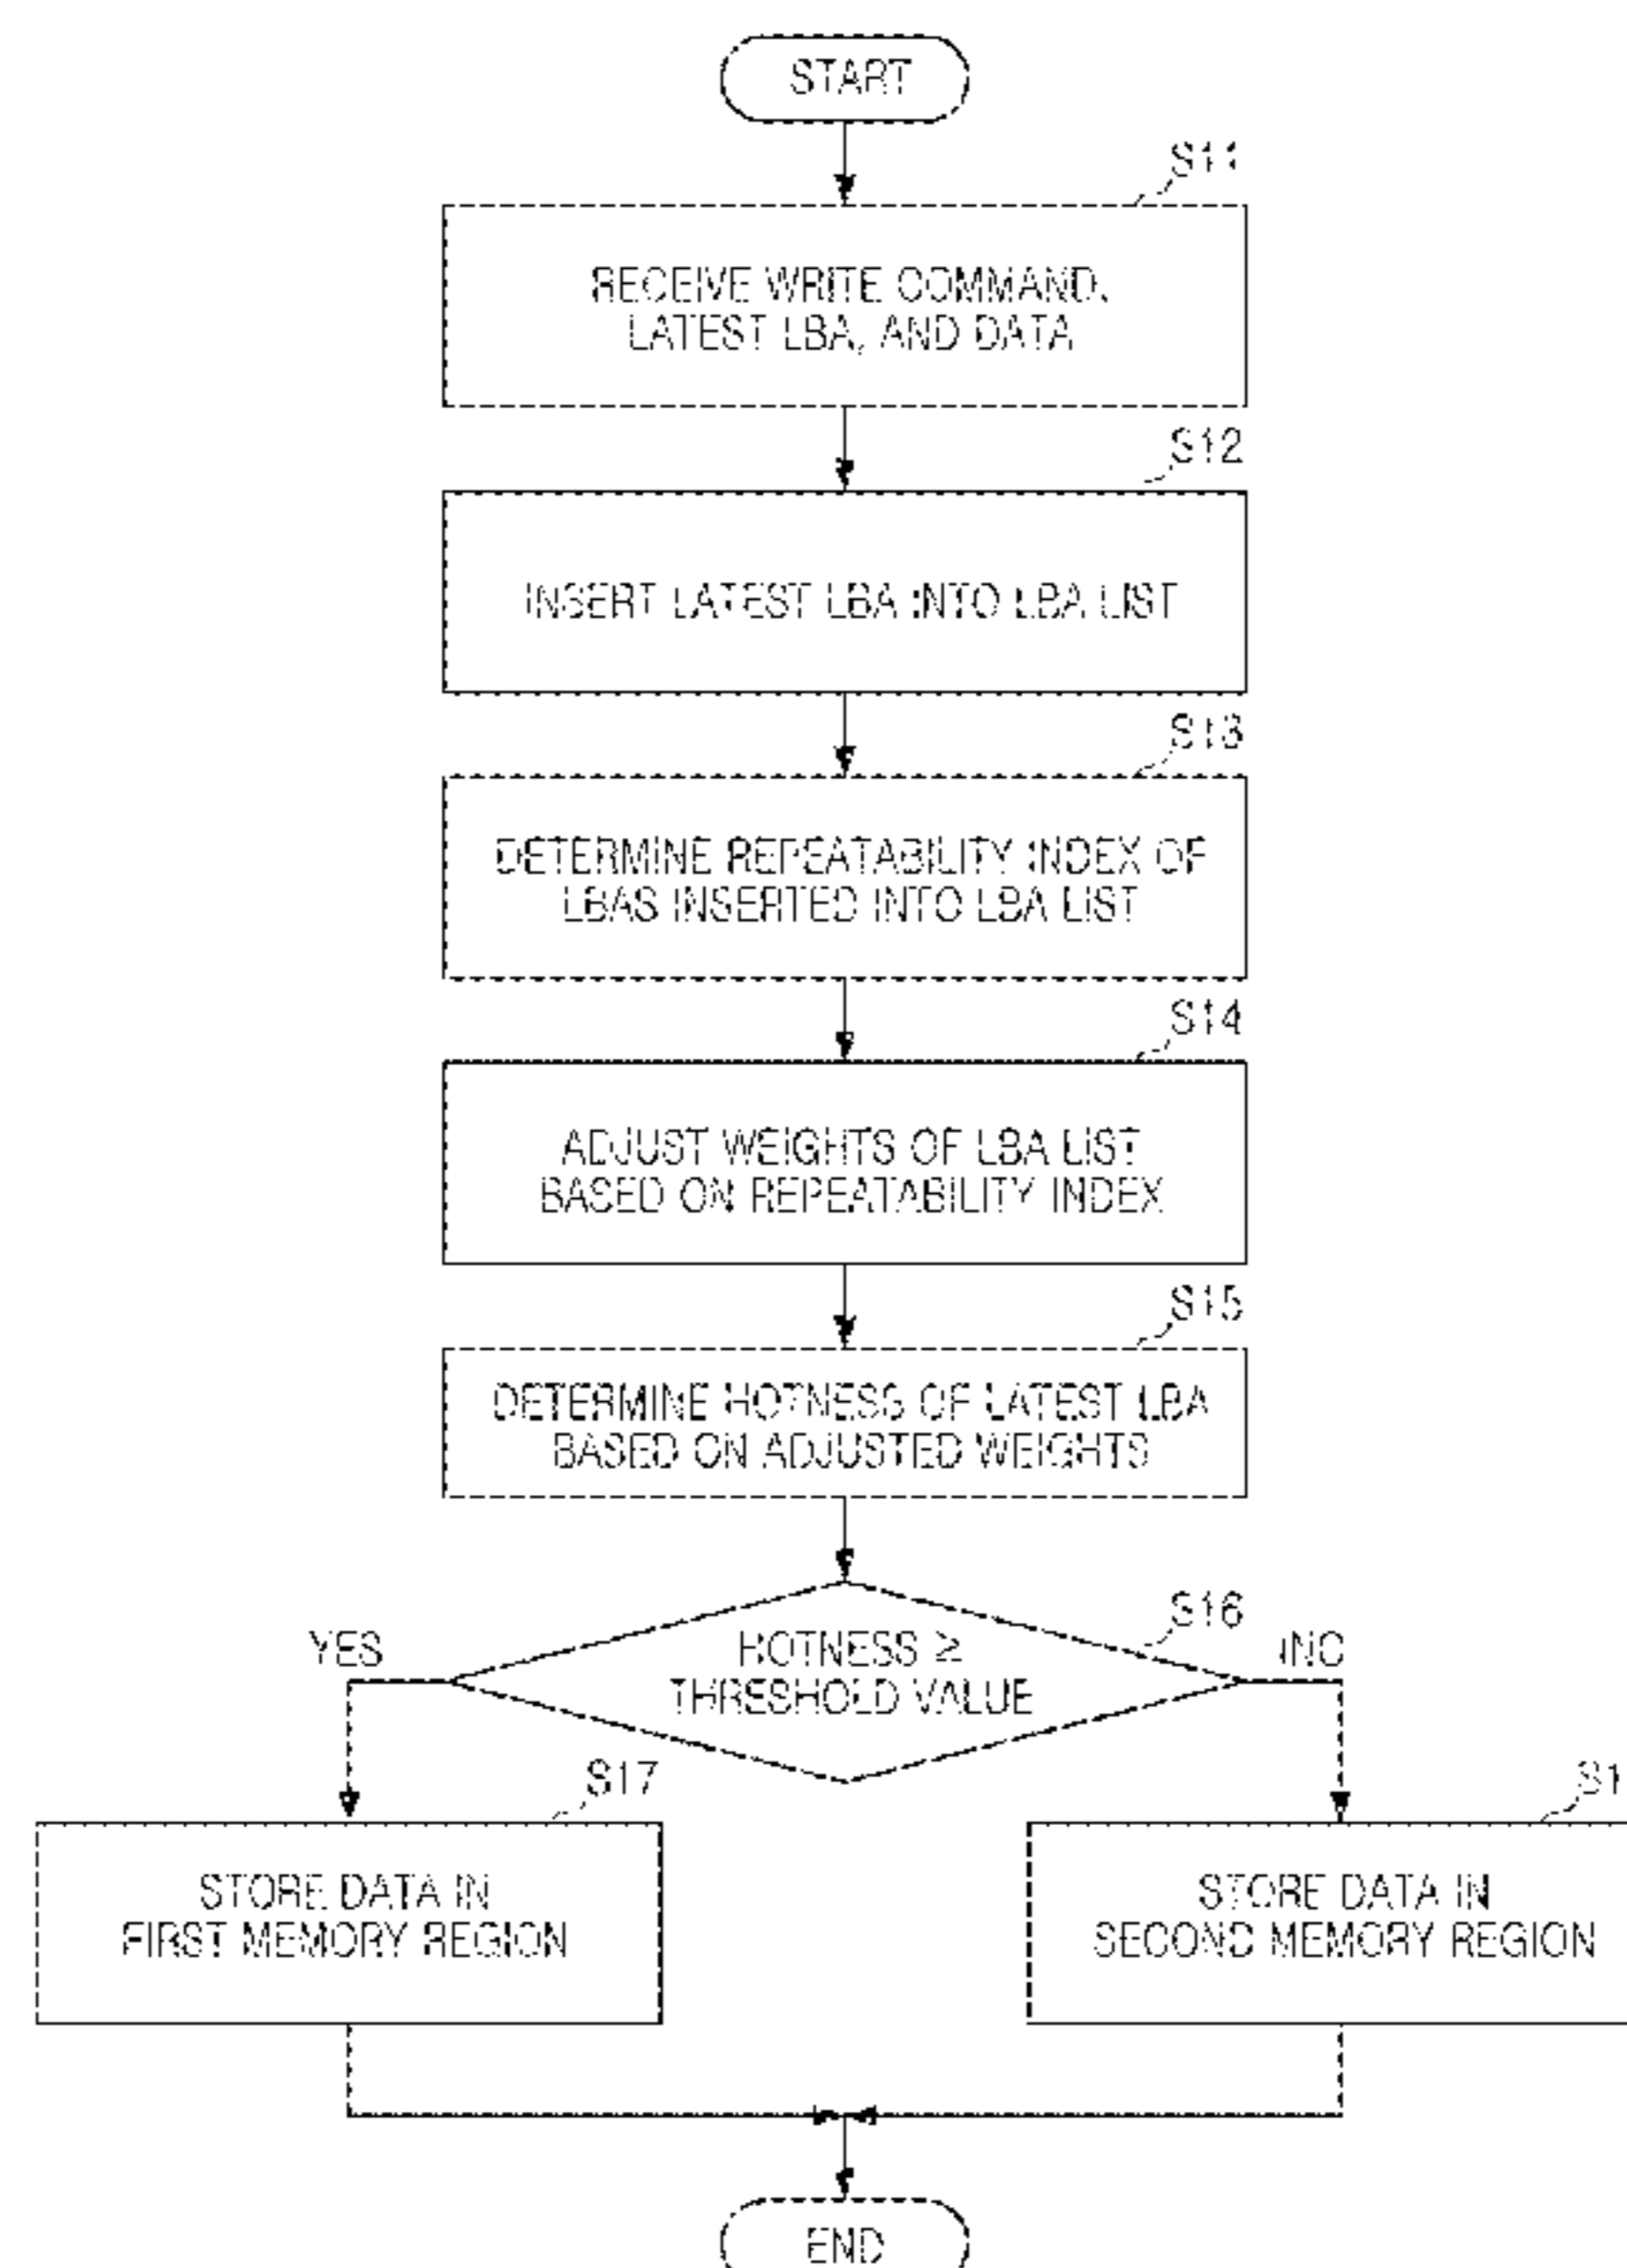 START
S11
RECEIVE WRITE COMMAND,
LATEST LBA, AND DATA
S12
INSERT LATEST LBA INTO LBA LIST
S13
DETERMINE REPEATABILITY INDEX OF
LBAS INSERTED INTO LBA LIST
S14
ADJUST WEIGHTS OF LBA LIST
BASED ON REPEATABILITY INDEX
S15
DETERMINE HOTNESS OF LATEST LBA
BASED ON ADJUSTED WEIGHTS
S16
YES
HOTNESS ≥
THRESHOLD VALUE
NO
S17
S1
STORE DATA IN
FIRST MEMORY REGION
STORE DATA IN
SECOND MEMORY REGION
END